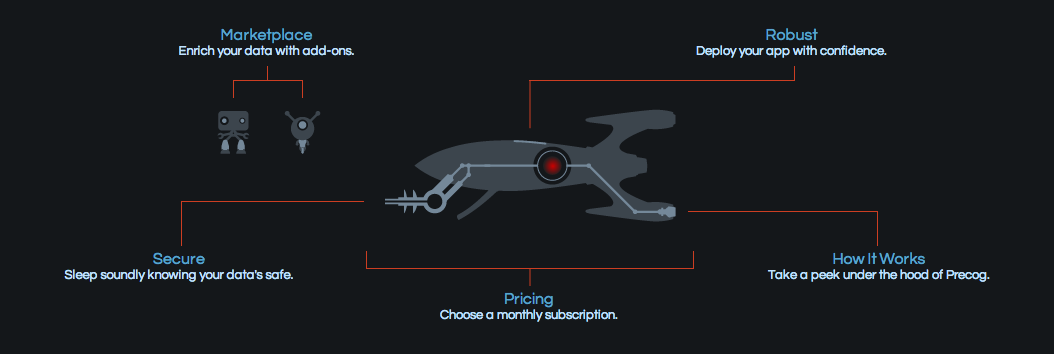 Marketplace
Enrich your data with add-ons.
Robust
Deploy your app with confidence.
Secure
Sleep soundly knowing your data's safe.
How It Works
Take a peek under the hood of Precog.
Pricing
Choose a monthly subscription.